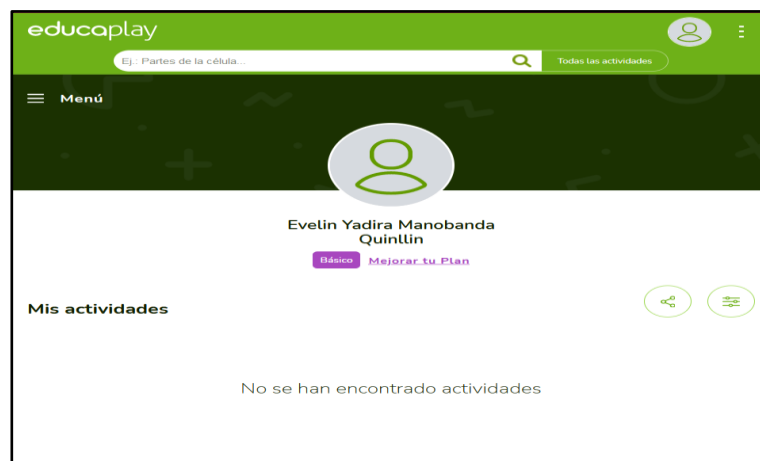 educaplay
Ej.: Partes de la célula...
Todas las actividades
Menú
Evelin Yadira Manobanda
Quinllin
Básico
Mejorar tu Plan
Mis actividades
No se han encontrado actividades